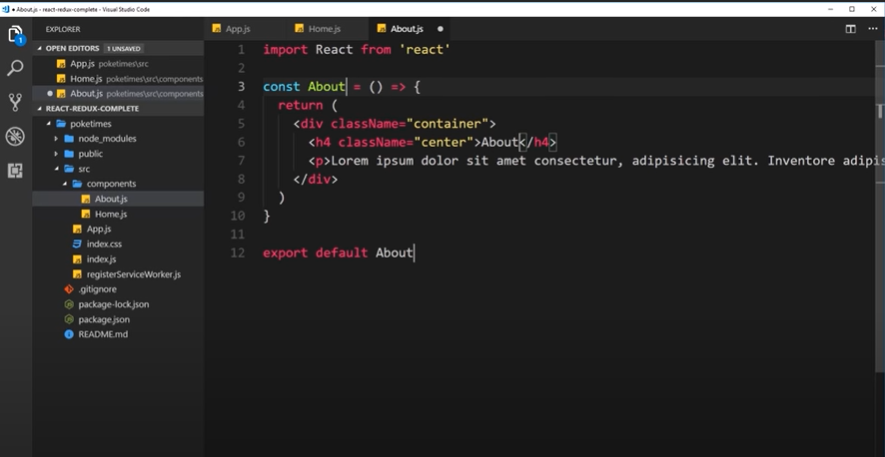 About.js - react-redux-complete - Visual Studio Code
EXPLORER
OPEN EDITORS 1 UNSAVED
App.js poketimes\src
Home.js poketimes\src\components
About.js poketimes\src\components
REACT-REDUX-COMPLETE
poketimes
node_modules
public
src
components
About.js
Home.js
App.js
index.css
index.js
registerServiceWorker.js
.gitignore
package-lock.json
package.json
README.md
App.js Home.js About.js
1 import React from 'react'
2
3 const About = () => {
4 return (
5 <div className="container">
6 <h4 className="center">About</h4>
7 <p>Lorem ipsum dolor sit amet consectetur, adipisicing elit. Inventore adipis
8 </div>
9 )
10 }
11
12 export default About
1